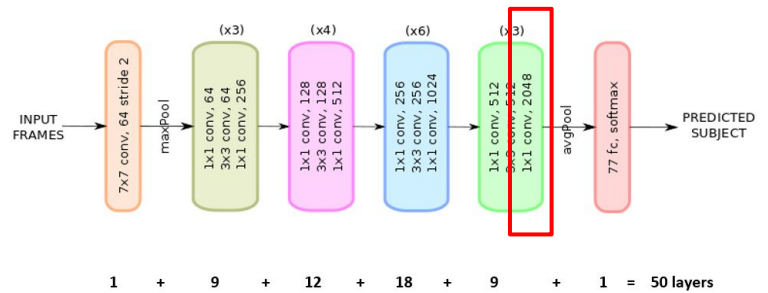 (x3) (x4) (x6) (x3)
INPUT
FRAMES
7x7 conv, 64 stride 2
maxPool
1x1 conv, 64
3x3 conv, 64
1x1 conv, 256
1x1 conv, 128
3x3 conv, 128
1x1 conv, 512
1x1 conv, 256
3x3 conv, 256
1x1 conv, 1024
1x1 conv, 512
3x3 conv, 512
1x1 conv, 2048
avgPool
77 fc, softmax
PREDICTED
SUBJECT
1 + 9 + 12 + 18 + 9 + 1 = 50 layers